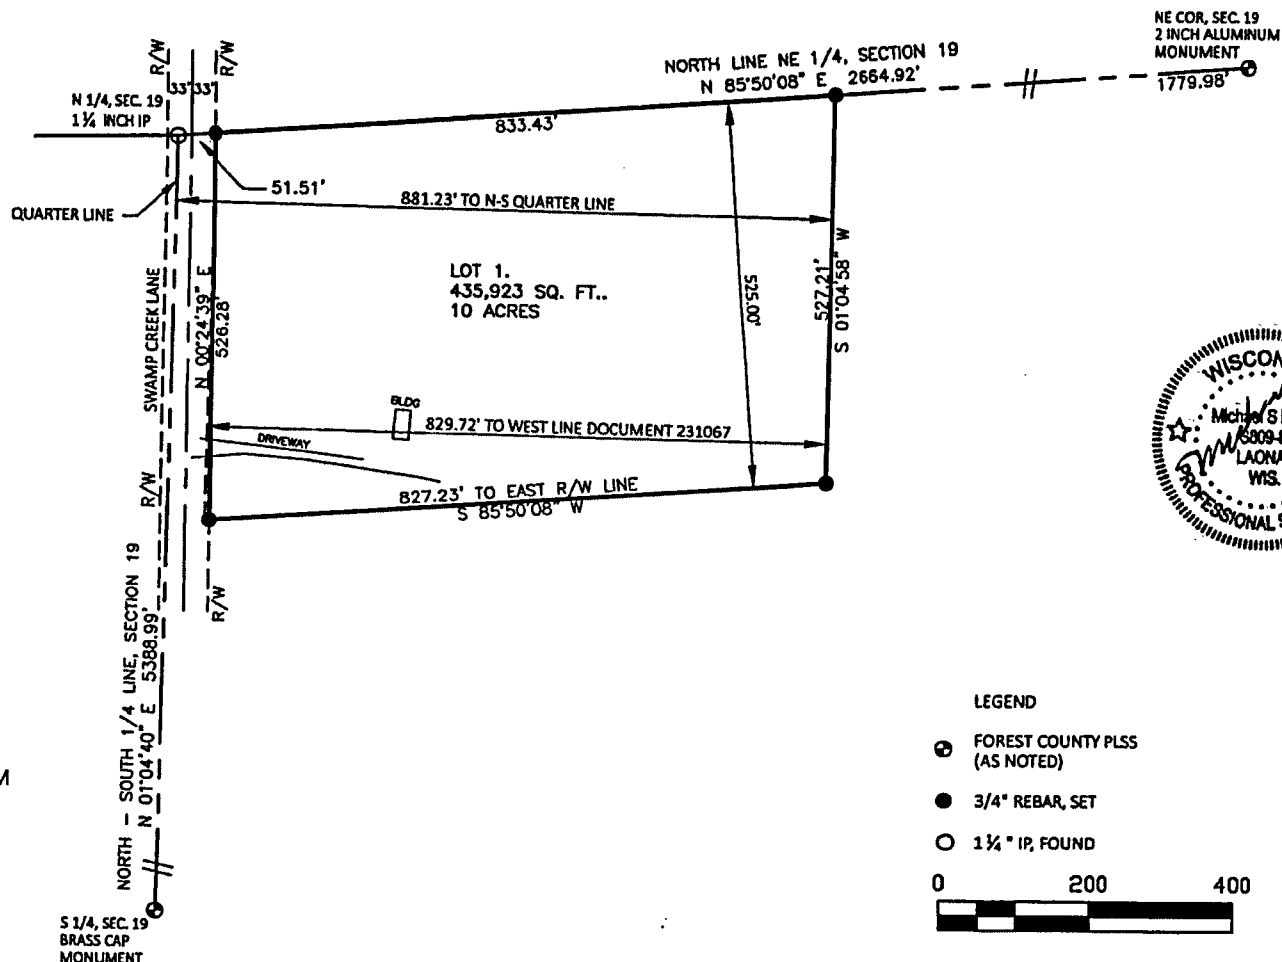 NE COR, SEC. 19
2 INCH ALUMINUM
MONUMENT
1779.98'
NORTH LINE NE 1/4, SECTION 19
N 85°50'08" E 2664.92'
R/W
R/W
33' 33'
N 1/4, SEC. 19
1 1/4 INCH IP
833.43'
51.51'
QUARTER LINE
881.23' TO N-S QUARTER LINE
LOT 1.
435,923 SQ. FT..
10 ACRES
525.00'
527.21'
S 01°04'58" W
SWAMP CREEK LANE
N 00°24'39" E
526.28'
BLDG
829.72' TO WEST LINE DOCUMENT 231067
DRIVEWAY
827.23' TO EAST R/W LINE
S 85°50'08" W
R/W
R/W
NORTH - SOUTH 1/4 LINE, SECTION 19
N 01°04'40" E 5388.99'
M
S 1/4, SEC. 19
BRASS CAP
MONUMENT
WISCON
Michael S
LAONA
WIS.
PROFESSIONAL S
LEGEND
FOREST COUNTY PLSS
(AS NOTED)
3/4" REBAR, SET
1 1/4" IP, FOUND
0 200 400